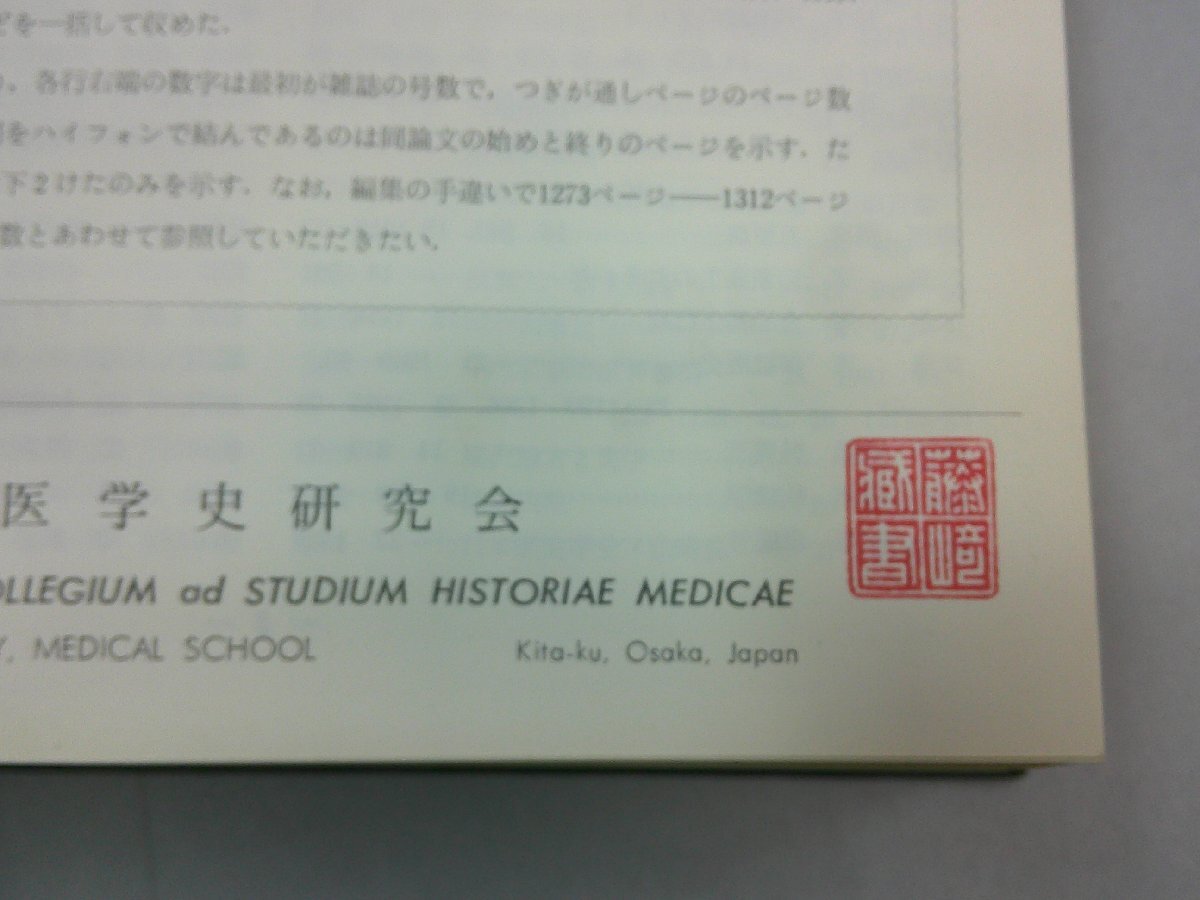 どを一括して収めた.
各行右端の数字は最初が雑誌の号数で,つぎが通しページのページ数
をハイフォンで結んであるのは同論文の始めと終りのページを示す.た
下2けたのみを示す.なお,編集の手違いで1273ページ——1312ページ
数とあわせて参照していただきたい.
医学史研究会
OLLEGIUM ad STUDIUM HISTORIAE MEDICAE
Y, MEDICAL SCHOOL Kita-ku, Osaka, Japan
藤﨑
蔵書